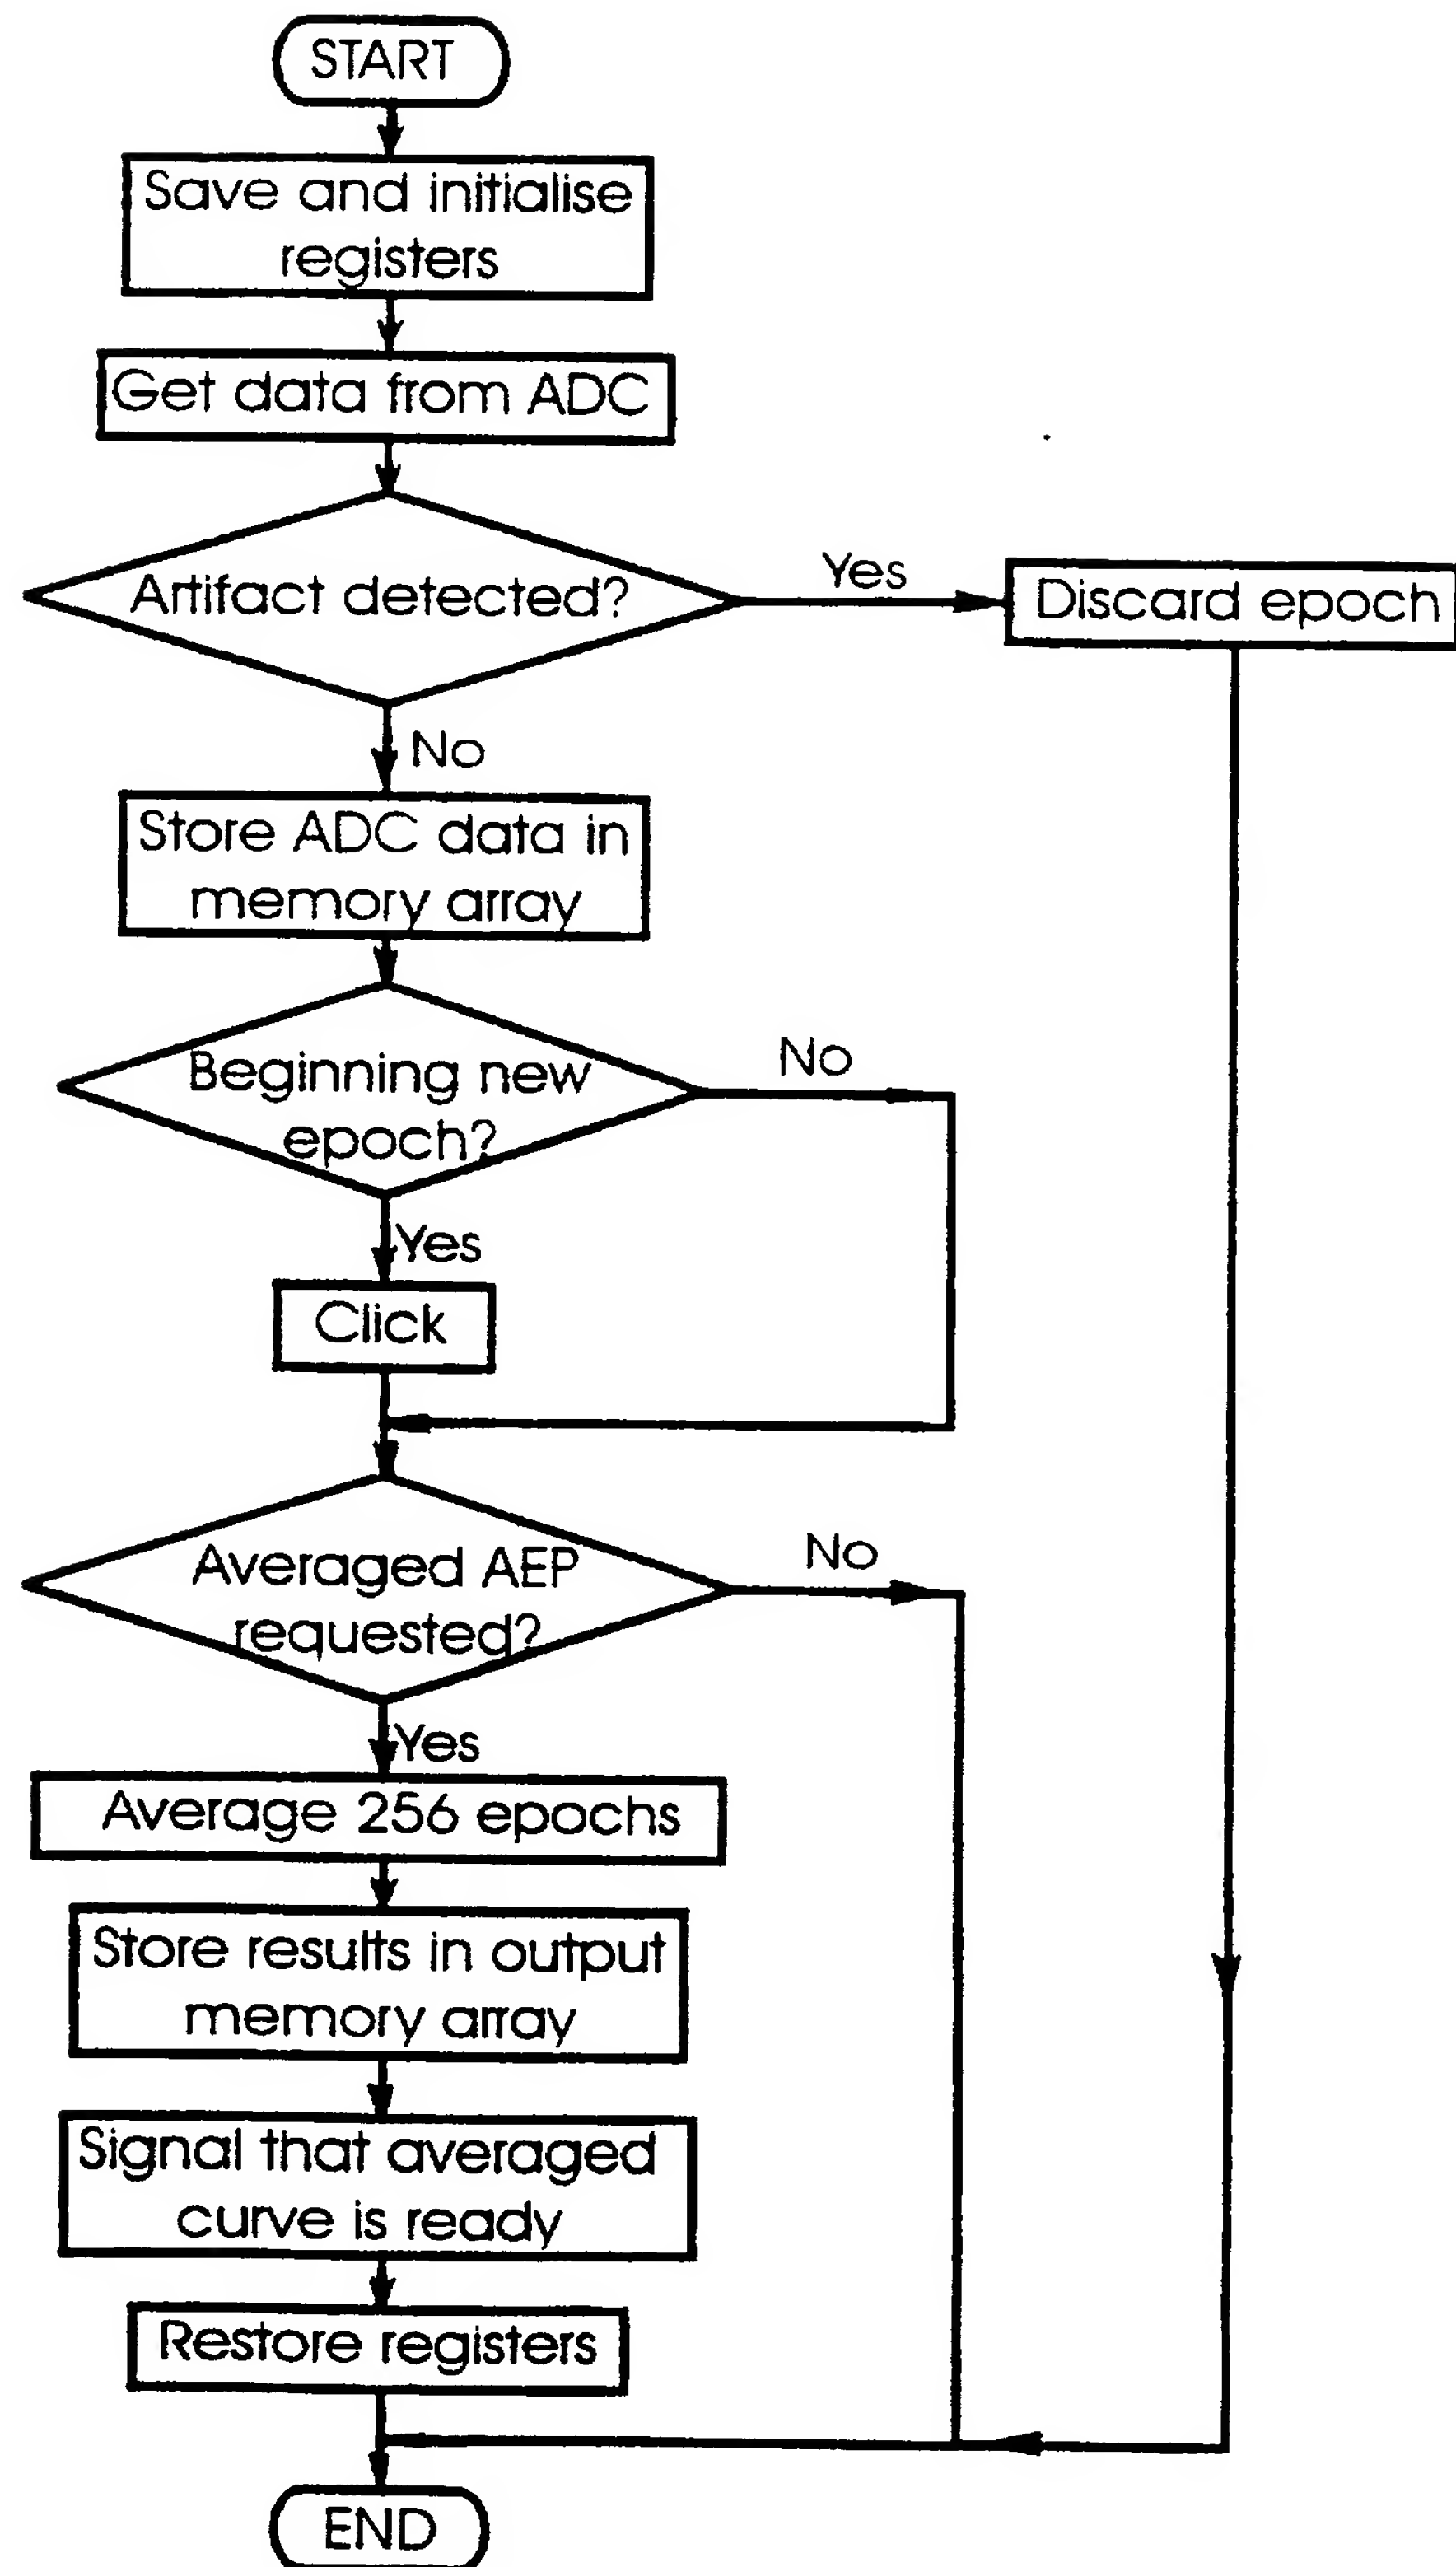 START
Save and initialise
registers
Get data from ADC
Artifact detected?
Yes
Discard epoch
No
Store ADC data in
memory array
Beginning new
epoch?
No
Yes
Click
Averaged AEP
requested?
No
Yes
Average 256 epochs
Store results in output
memory array
Signal that averaged
curve is ready
Restore registers
END